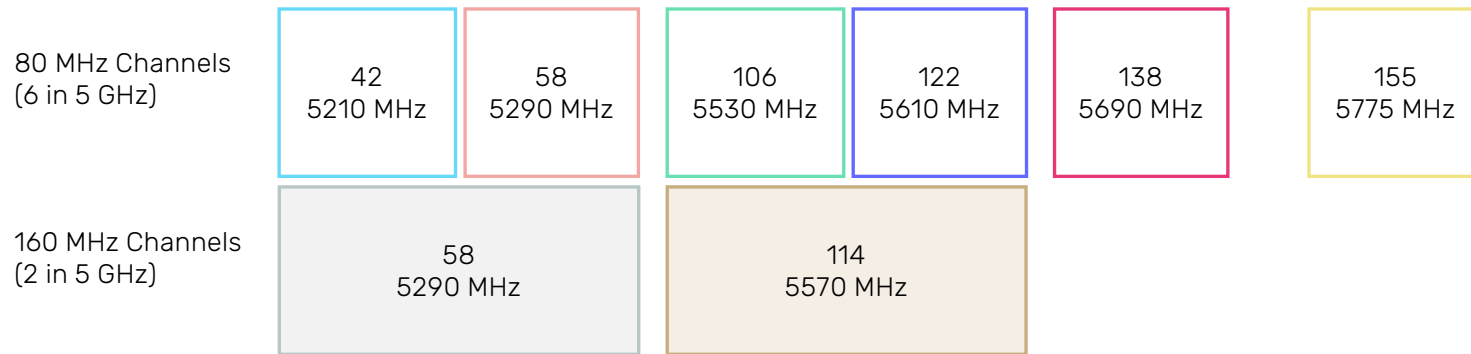 80 MHz Channels
(6 in 5 GHz)
42
5210 MHz
58
5290 MHz
106
5530 MHz
122
5610 MHz
138
5690 MHz
155
5775 MHz
160 MHz Channels
(2 in 5 GHz)
58
5290 MHz
114
5570 MHz